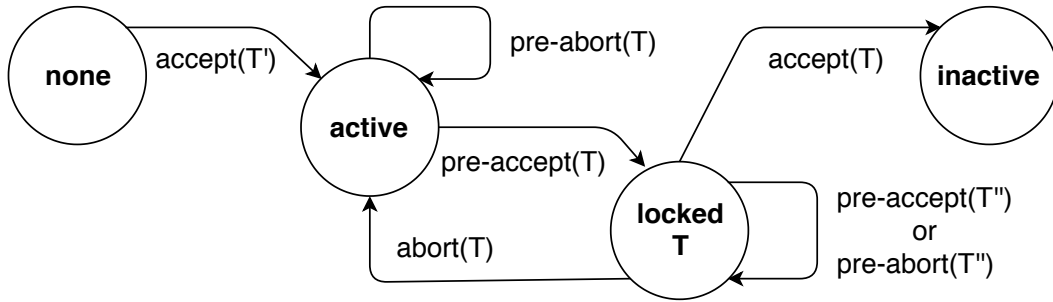 none
accept(T')
active
pre-abort(T)
pre-accept(T)
abort(T)
locked
T
accept(T)
inactive
pre-accept(T")
or
pre-abort(T")